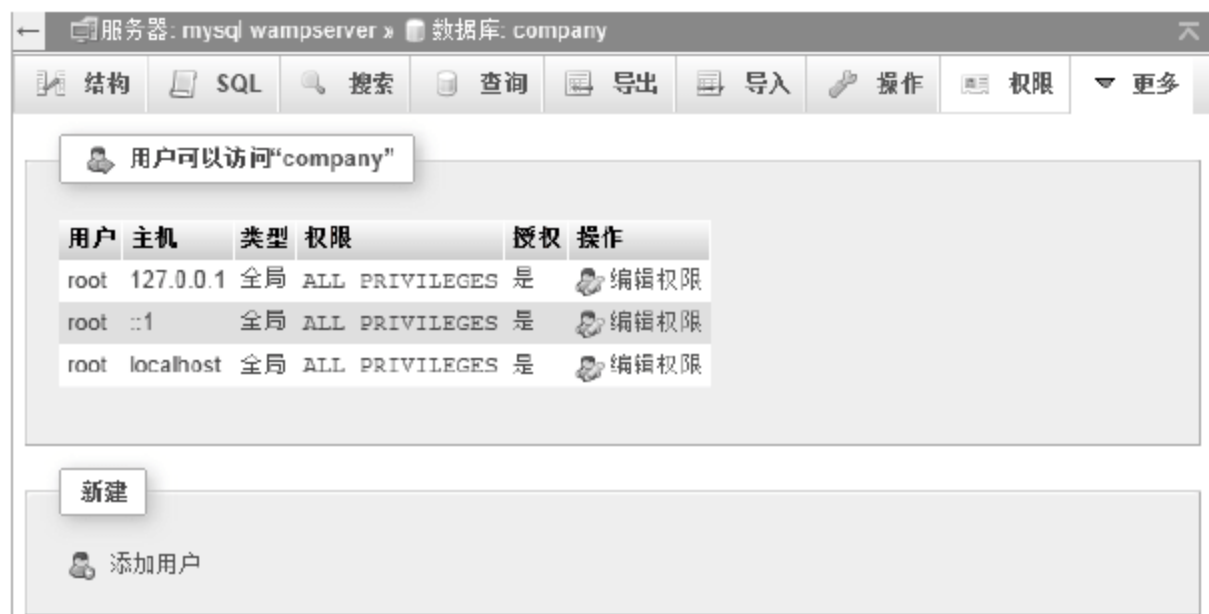 服务器: mysql wampserver » 数据库: company
结构 SQL 搜索 查询 导出 导入 操作 权限 更多
用户可以访问“company”
用户 主机 类型 权限 授权 操作
root 127.0.0.1 全局 ALL PRIVILEGES 是 编辑权限
root ::1 全局 ALL PRIVILEGES 是 编辑权限
root localhost 全局 ALL PRIVILEGES 是 编辑权限
新建
添加用户